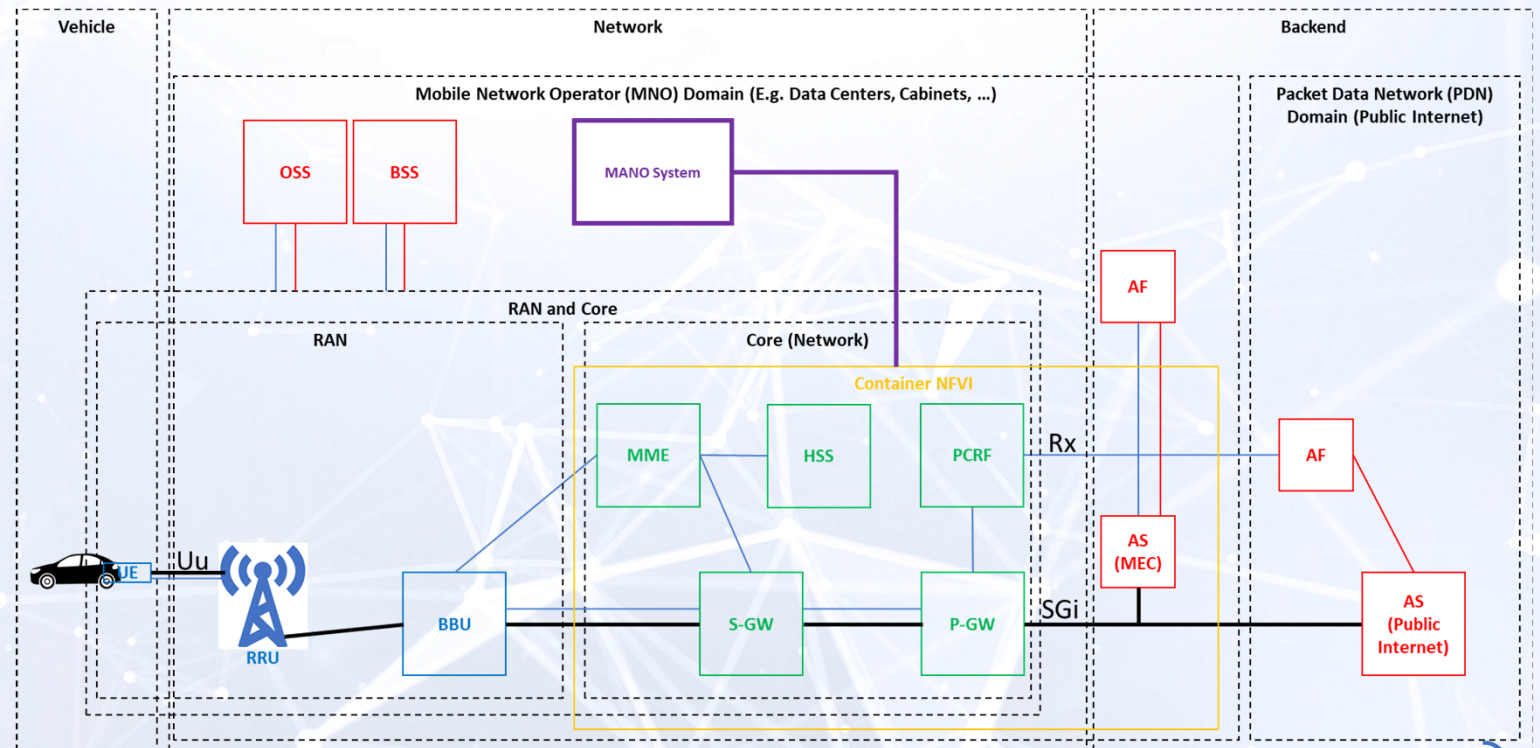 Vehicle
Network
Backend
Mobile Network Operator (MNO) Domain (E.g. Data Centers, Cabinets, ...)
Packet Data Network (PDN)
Domain (Public Internet)
OSS
BSS
MANO System
AF
RAN and Core
RAN
Core (Network)
Container NFVI
MME
HSS
PCRF
Rx
AF
AS
(MEC)
UE
Uu
RRU
BBU
S-GW
P-GW
SGi
AS
(Public
Internet)